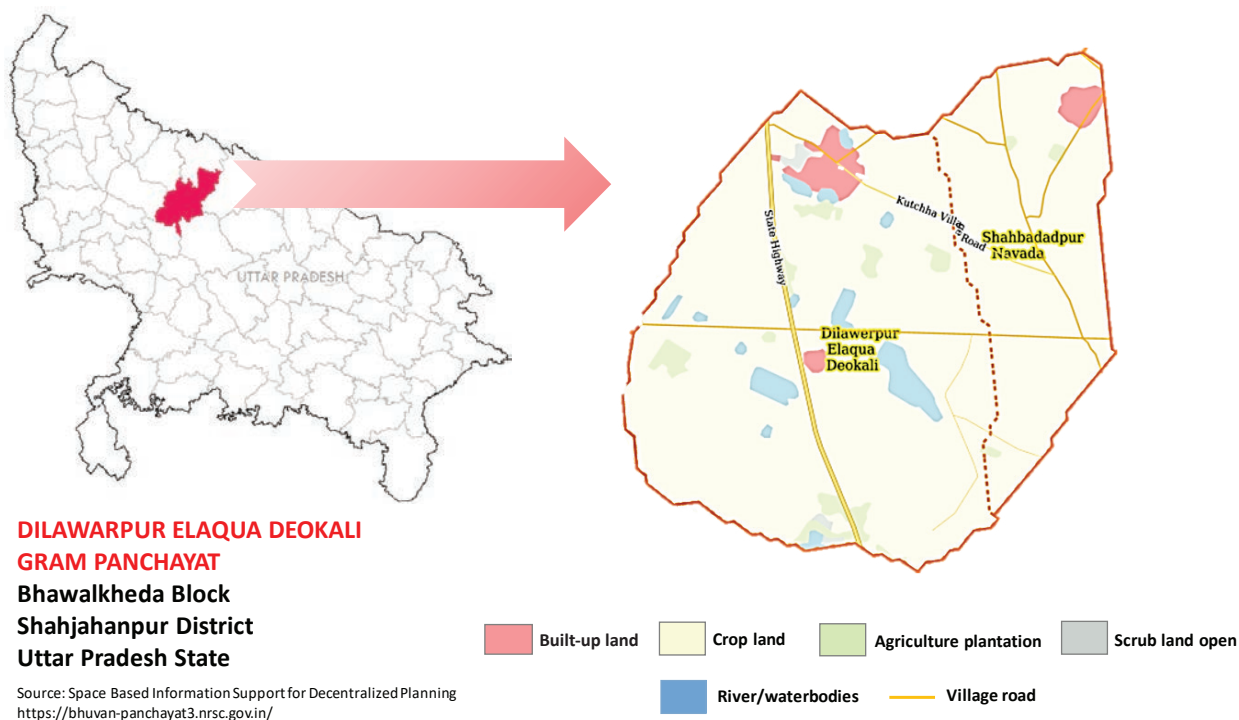 UTTAR PRADESH
State Highway
Kutchha Village Road
Shahbadadpur
Navada
Dilawerpur
Elaqua
Deokali
DILAWARPUR ELAQUA DEOKALI
GRAM PANCHAYAT
Bhawalkheda Block
Shahjahanpur District
Uttar Pradesh State
Source: Space Based Information Support for Decentralized Planning
https://bhuvan-panchayat3.nrsc.gov.in/
Built-up land
Crop land
Agriculture plantation
Scrub land open
River/waterbodies
Village road